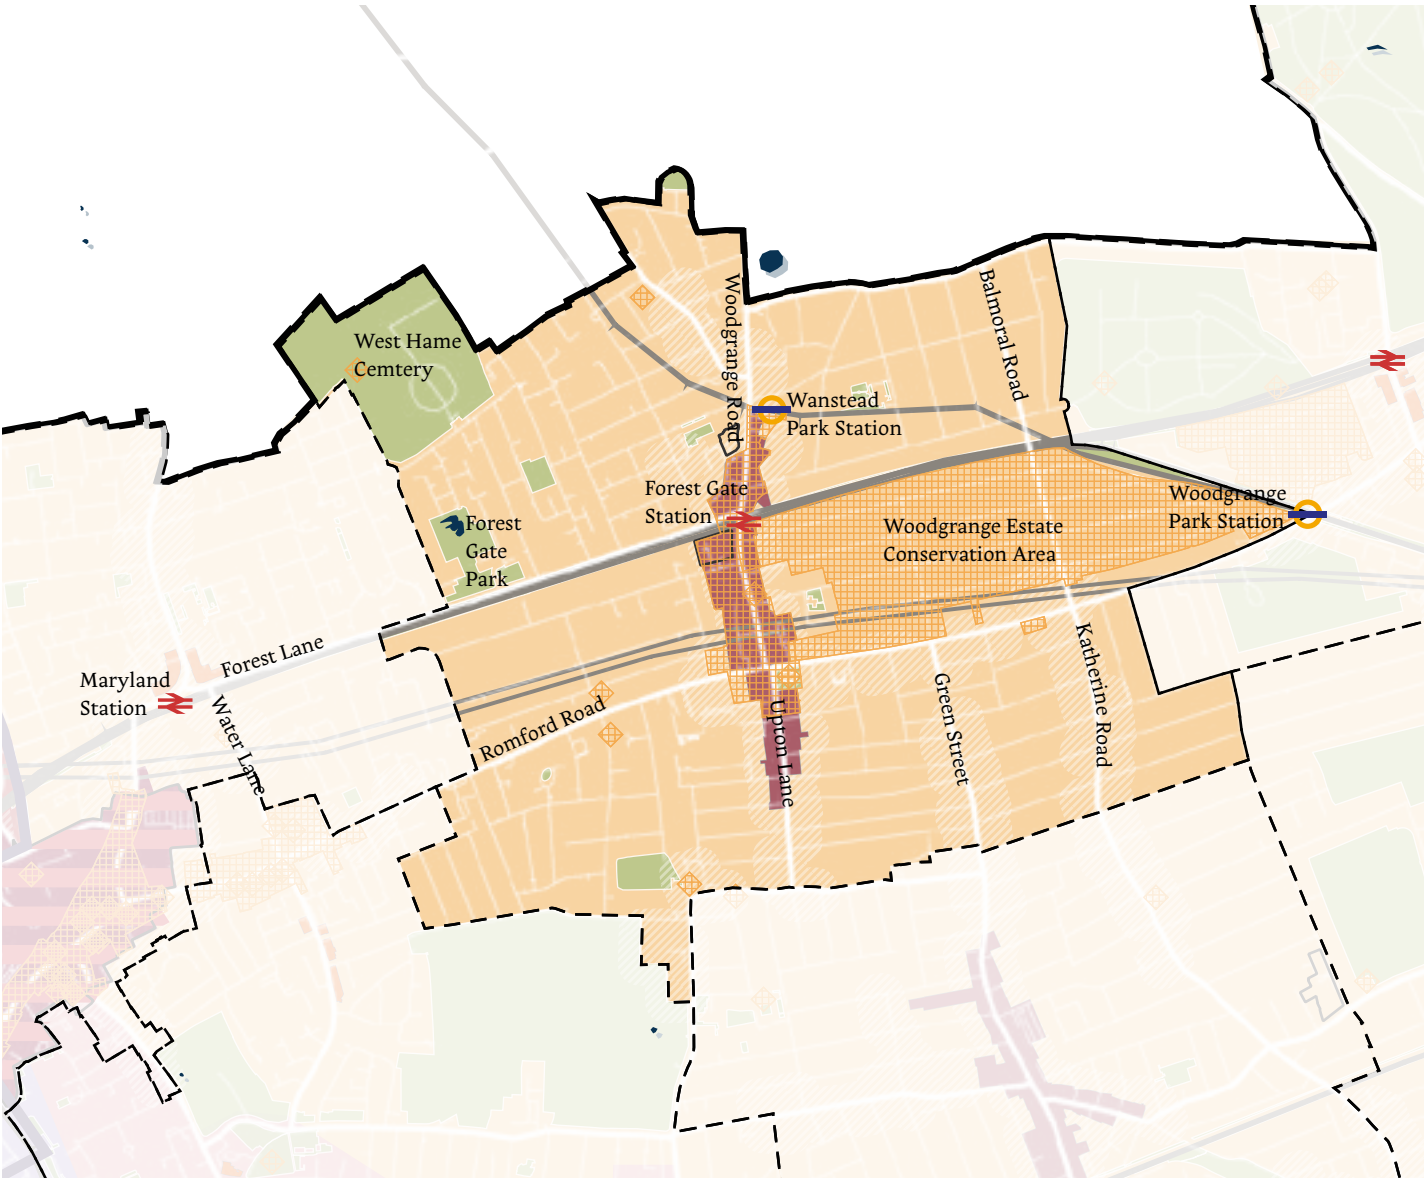 West Hame
Cemtery
Woodgrange Road
Balmoral Road
Wanstead
Park Station
Forest Gate
Station
Woodgrange
Park Station
Forest
Gate
Park
Woodgrange Estate
Conservation Area
Forest Lane
Maryland
Station
Water Lane
Romford Road
Upton Lane
Green Street
Katherine Road